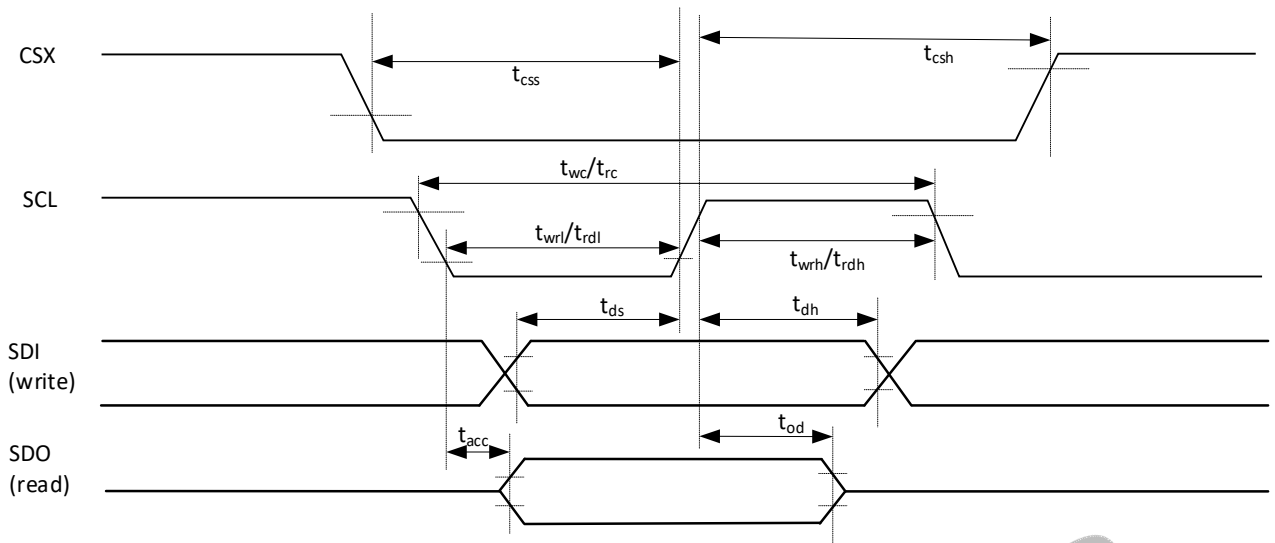 CSX
t_css
t_csh
t_wc/t_rc
SCL
t_wrl/t_rdl
t_wrh/t_rdh
t_ds
t_dh
SDI
(write)
t_acc
t_od
SDO
(read)